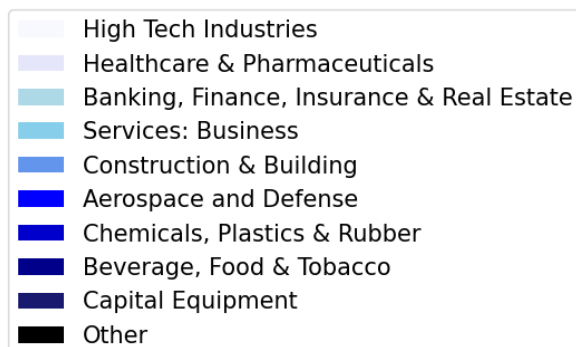 High Tech Industries
Healthcare & Pharmaceuticals
Banking, Finance, Insurance & Real Estate
Services: Business
Construction & Building
Aerospace and Defense
Chemicals, Plastics & Rubber
Beverage, Food & Tobacco
Capital Equipment
Other